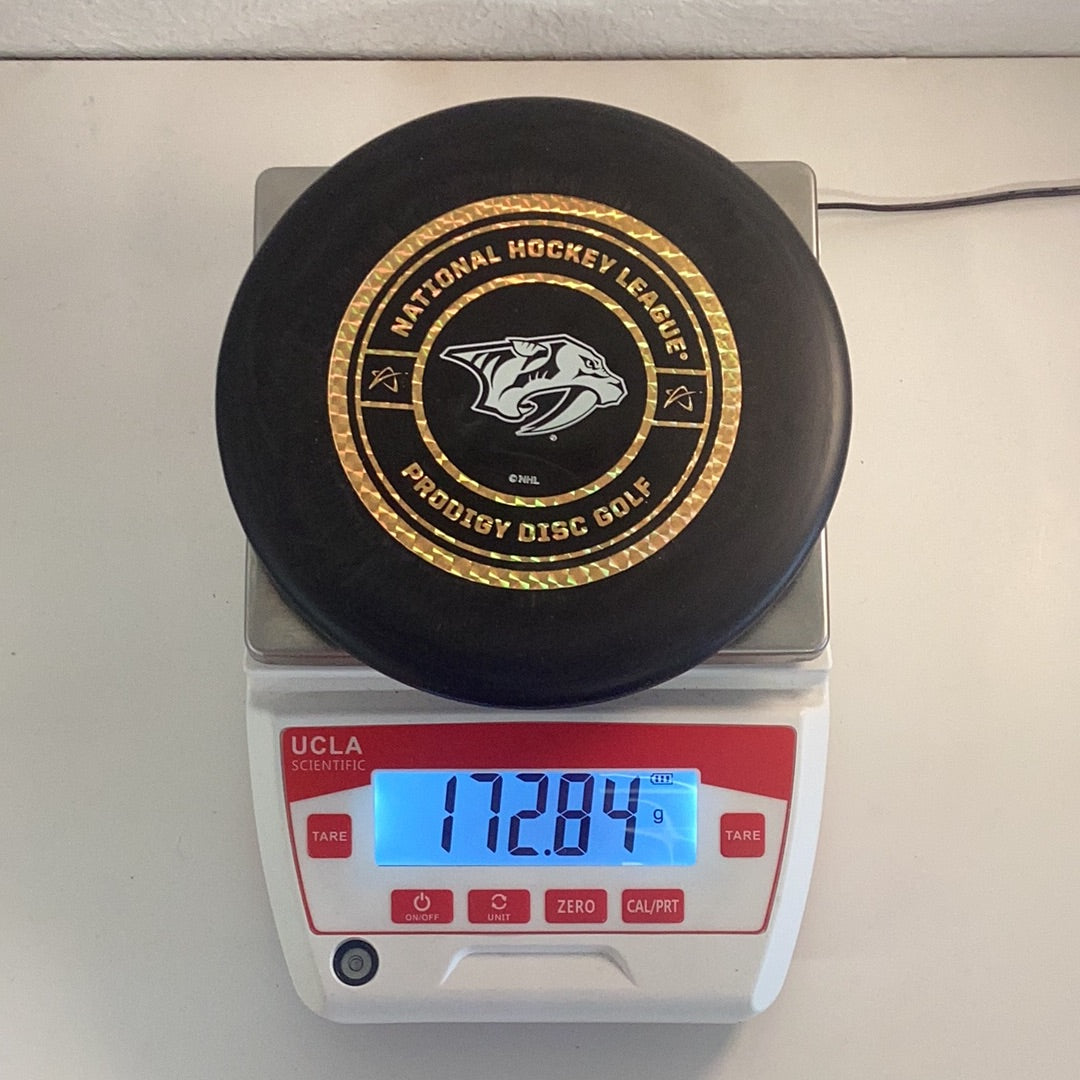 NATIONAL HOCKEY LEAGUE®
®
©NHL
PRODIGY DISC GOLF
UCLA
SCIENTIFIC
172.84 g
TARE
TARE
ON/OFF
UNIT
ZERO
CAL/PRT